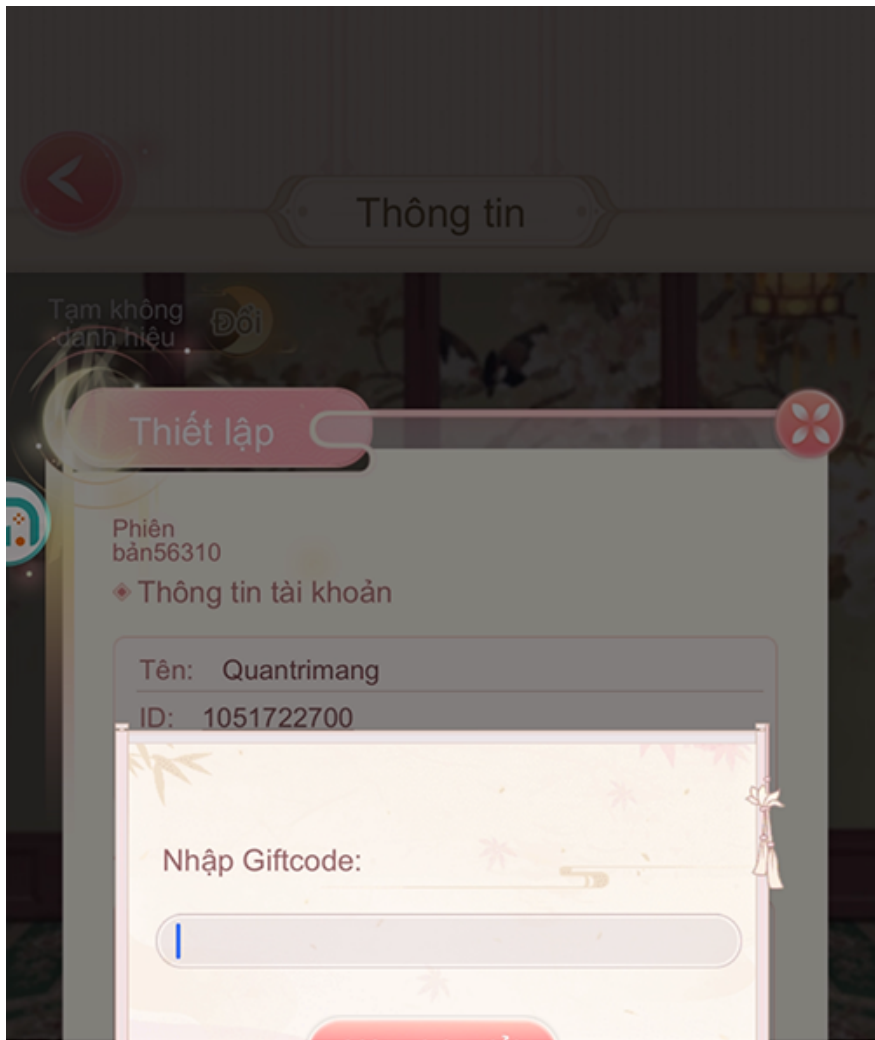 Thông tin
Tạm không
danh hiệu
Đổi
Thiết lập
Phiên
bản56310
Thông tin tài khoản
Tên: Quantrimang
ID: 1051722700
Nhập Giftcode: